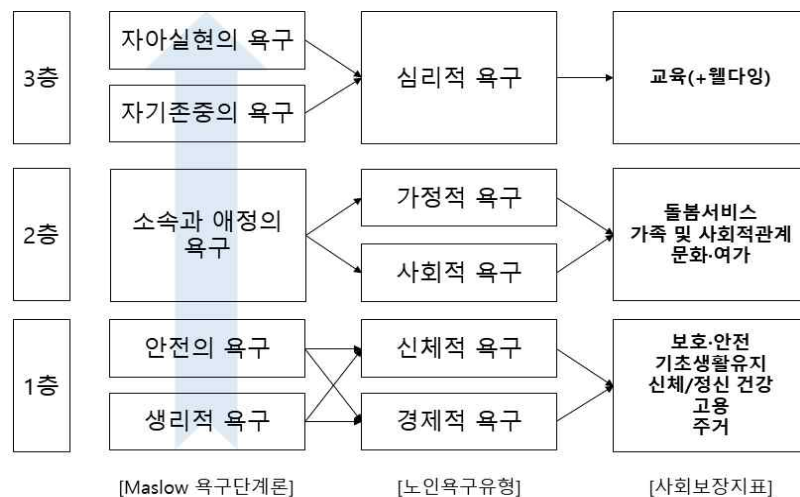 3층
자아실현의 욕구
자기존중의 욕구
심리적 욕구
교육(+웰다잉)
2층
소속과 애정의
욕구
가정적 욕구
사회적 욕구
돌봄서비스
가족 및 사회적관계
문화·여가
1층
안전의 욕구
생리적 욕구
신체적 욕구
경제적 욕구
보호·안전
기초생활유지
신체/정신 건강
고용
주거
[Maslow 욕구단계론]
[노인욕구유형]
[사회보장지표]